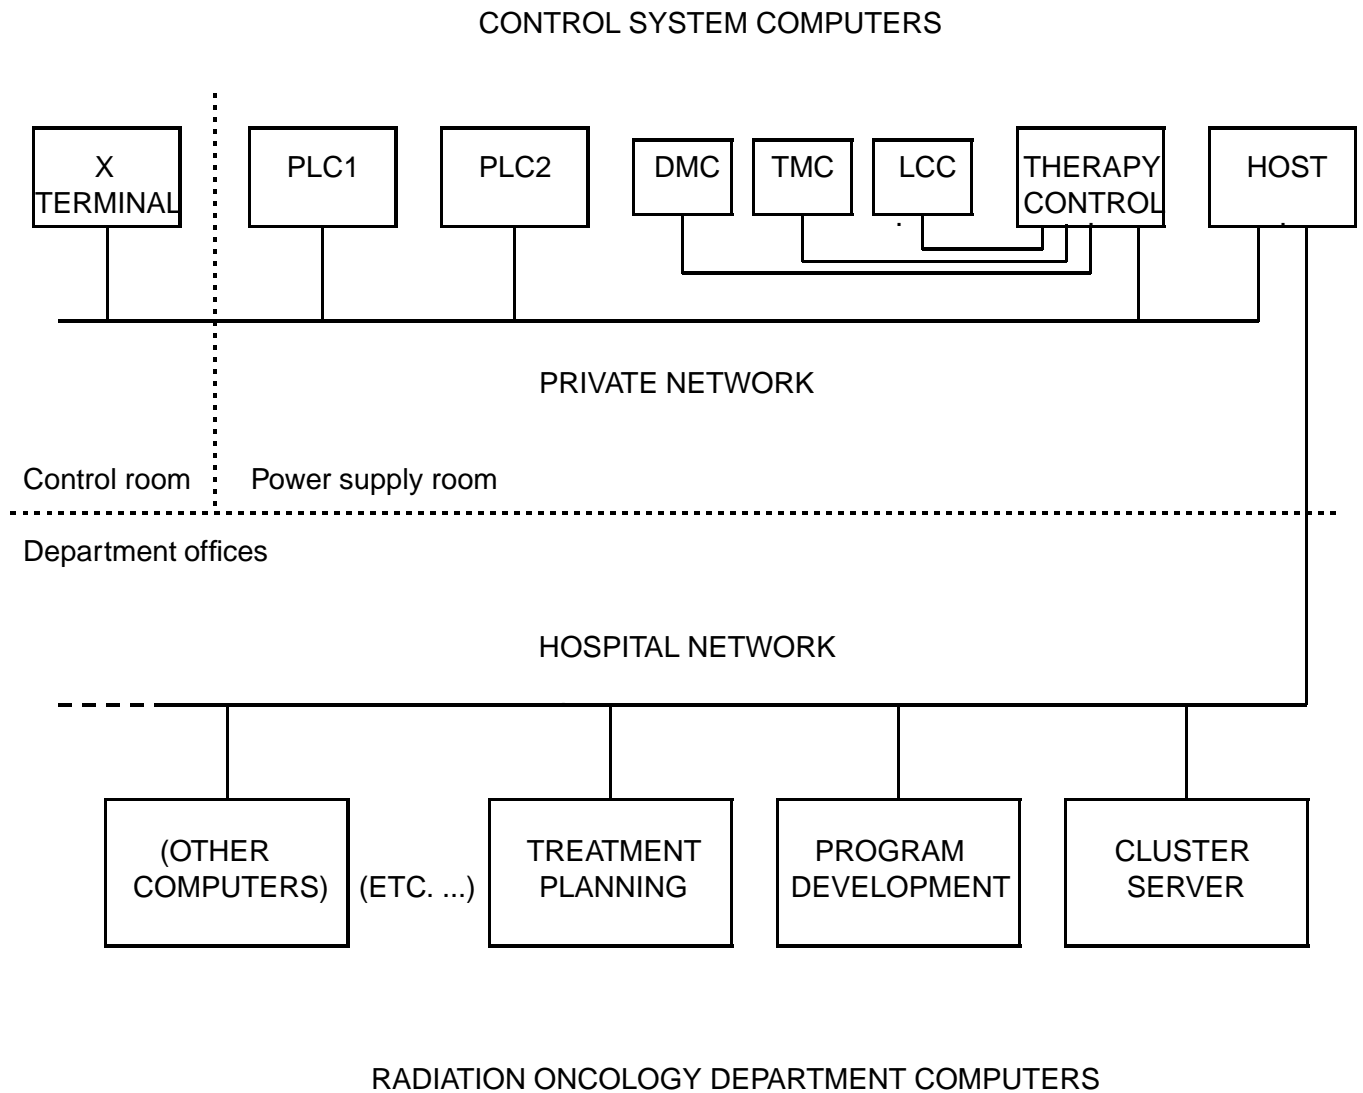 CONTROL SYSTEM COMPUTERS
X
TERMINAL
PLC1
PLC2
DMC
TMC
LCC
THERAPY
CONTROL
HOST
PRIVATE NETWORK
Control room
Power supply room
Department offices
HOSPITAL NETWORK
(OTHER
COMPUTERS)
(ETC. ...)
TREATMENT
PLANNING
PROGRAM
DEVELOPMENT
CLUSTER
SERVER
RADIATION ONCOLOGY DEPARTMENT COMPUTERS